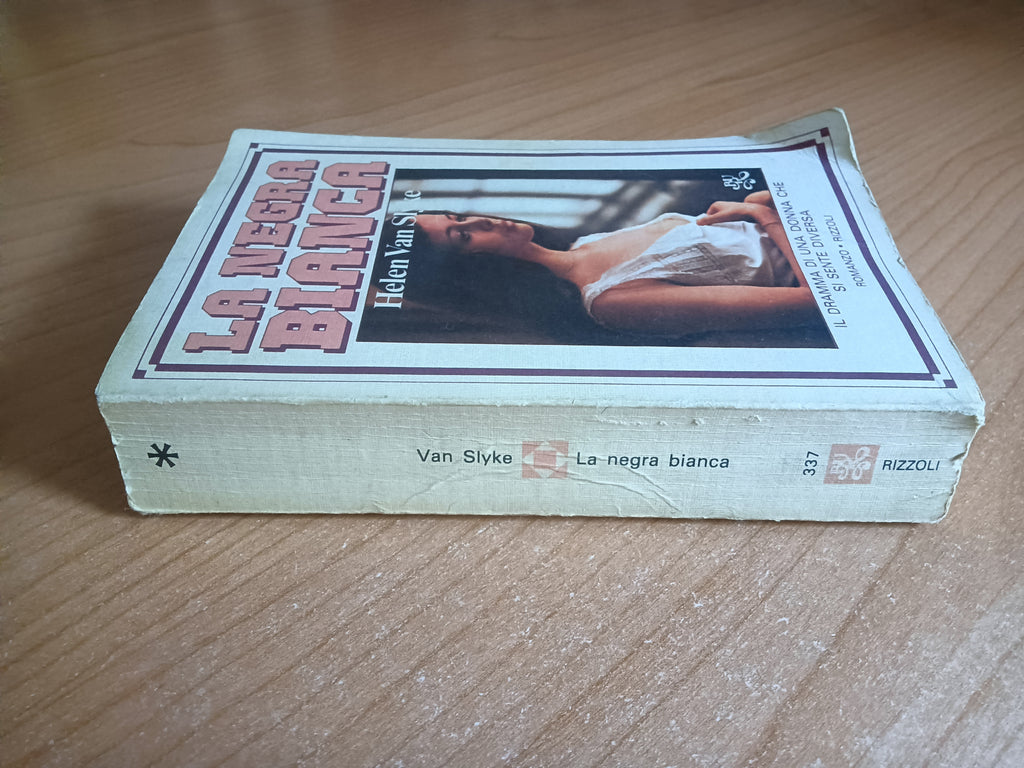 LA NEGRA
BIANCA
Helen Van Slyke
BUR
IL DRAMMA DI UNA DONNA CHE
SI SENTE DIVERSA
ROMANZO • RIZZOLI
*
Van Slyke
La negra bianca
337
RIZZOLI